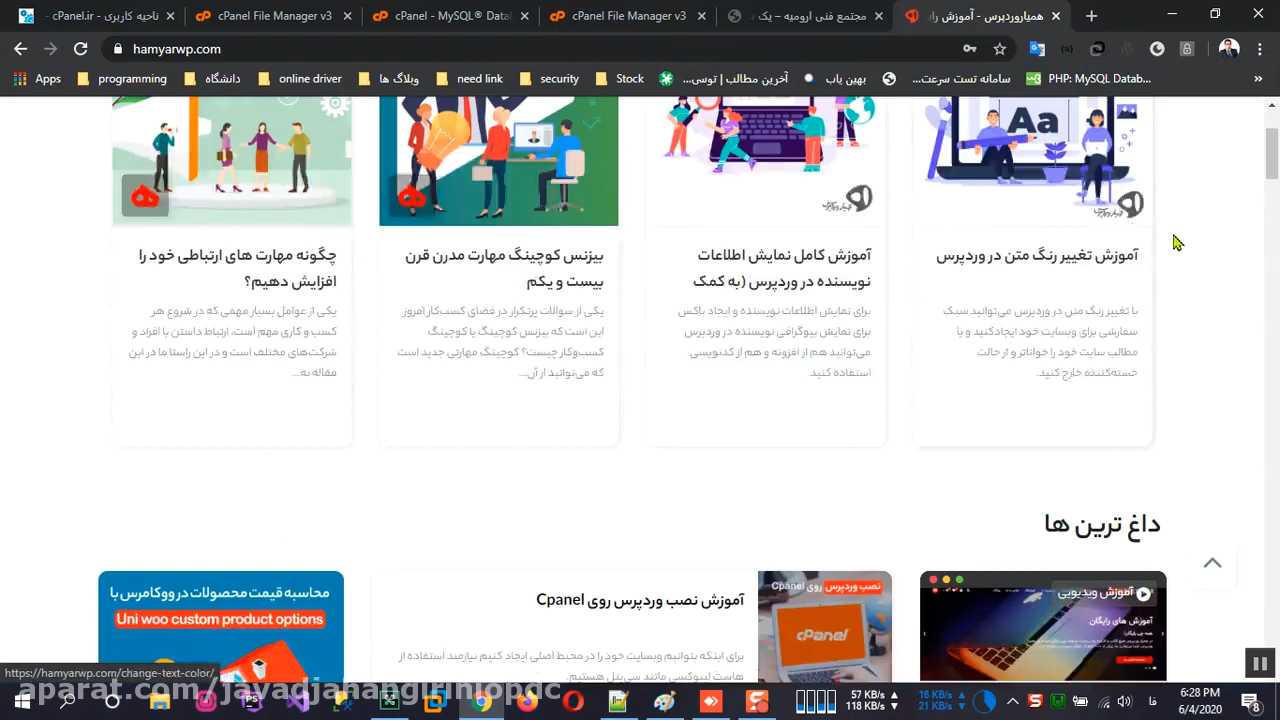 ناحیه کاربری - cPanel.ir
cPanel File Manager v3
cPanel - MySQL® Datal
cPanel File Manager v3
مجتمع فنی ارومیه – یک
همیاروردپرس - آموزش رای
hamyarwp.com
Apps
programming
دانشگاه
online driver
وبلاگ ها
need link
security
Stock
آخرین مطالب | توسی...
بهین یاب
سامانه تست سرعت...
PHP: MySQL Datab...
Aa
آموزش تغییر رنگ متن در وردپرس
با تغییر رنگ متن در وردپرس می‌توانید سبک
سفارشی برای وبسایت خود ایجادکنید و یا
مطالب سایت خود را خواناتر و از حالت
خسته‌کننده خارج کنید.
آموزش کامل نمایش اطلاعات
نویسنده در وردپرس (به کمک
برای نمایش اطلاعات نویسنده و ایجاد باکس
برای نمایش بیوگرافی نویسنده در وردپرس
می‌توانید هم از افزونه و هم از کدنویسی
استفاده کنید.
بیزنس کوچینگ مهارت مدرن قرن
بیست و یکم
یکی از سوالات پرتکرار در فضای کسب‌کار امروز
این است که بیزنس کوچینگ یا کوچینگ
کسب‌وکار چیست؟ کوچینگ مهارتی جدید است
که می‌توانید از آن...
چگونه مهارت های ارتباطی خود را
افزایش دهیم؟
یکی از عوامل بسیار مهمی که در شروع هر
کسب و کاری مهم است، ارتباط داشتن با افراد و
شرکت‌های مختلف است و در این راستا ما در این
مقاله به...
داغ ترین ها
آموزش ویدیویی
آموزش های رایگان
نصب وردپرس روی Cpanel
cPanel
آموزش نصب وردپرس روی Cpanel
برای اینکه بتوانیم وبسایت خود را در محیط اصلی ایجاد کنیم نیازمند استفاده از
هاست لینوکسی مانند سی‌پنل هستیم.
محاسبه قیمت محصولات در ووکامرس با
Uni woo custom product options
https://hamyarwp.com/change-text-color/
aparat.com/javadjahangirinoppac
57 KB/s
118 KB/s
18 KB/s
21 KB/s
فا
6:28 PM
6/4/2020
8